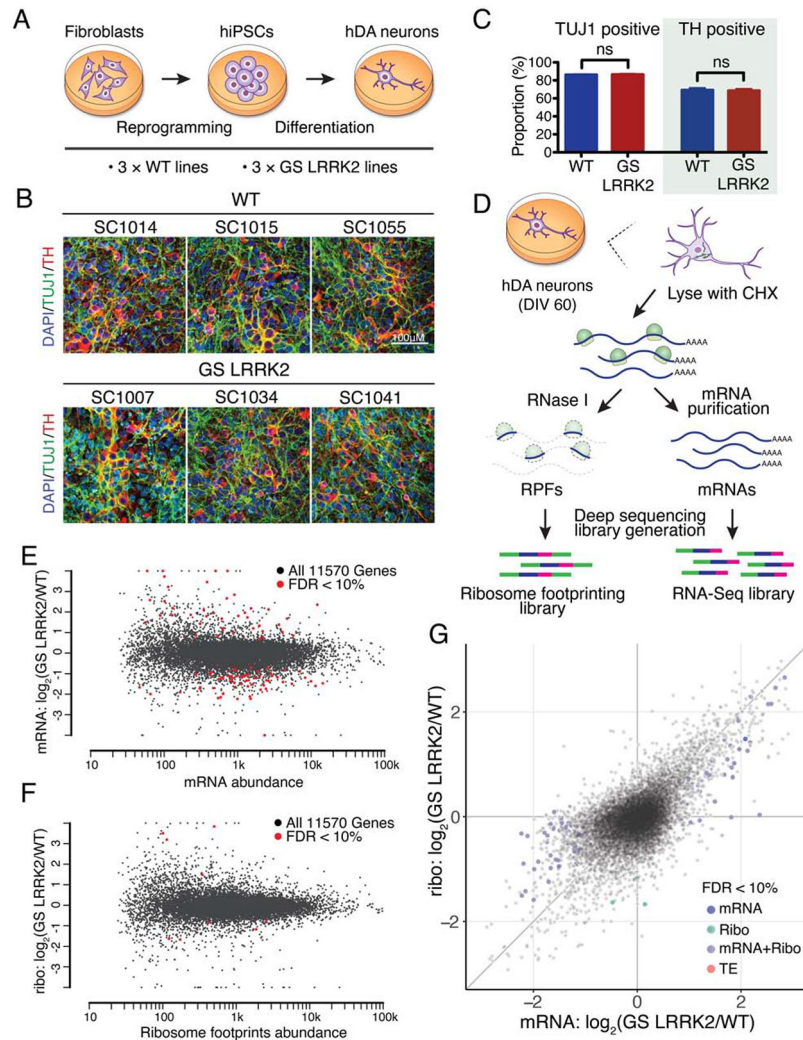 A
Fibroblasts
hiPSCs
hDA neurons
Reprogramming
Differentiation
• 3 × WT lines
• 3 × GS LRRK2 lines
B
WT
SC1014
SC1015
SC1055
DAPI/TUJ1/TH
100µM
GS LRRK2
SC1007
SC1034
SC1041
DAPI/TUJ1/TH
C
TUJ1 positive
TH positive
ns
ns
Proportion (%)
100
80
60
40
20
0
WT
GS
LRRK2
WT
GS
LRRK2
D
hDA neurons
(DIV 60)
Lyse with CHX
AAAA
AAAA
AAAA
RNase I
mRNA
purification
AAAA
AAAA
AAAA
RPFs
mRNAs
Deep sequencing
library generation
Ribosome footprinting
library
RNA-Seq library
E
All 11570 Genes
FDR < 10%
mRNA: log2(GS LRRK2/WT)
3
2
1
0
-1
-2
-3
10
100
1k
10k
100k
mRNA abundance
F
All 11570 Genes
FDR < 10%
ribo: log2(GS LRRK2/WT)
3
2
1
0
-1
-2
-3
10
100
1k
10k
100k
Ribosome footprints abundance
G
ribo: log2(GS LRRK2/WT)
2
0
−2
FDR < 10%
mRNA
Ribo
mRNA+Ribo
TE
−2
0
2
mRNA: log2(GS LRRK2/WT)